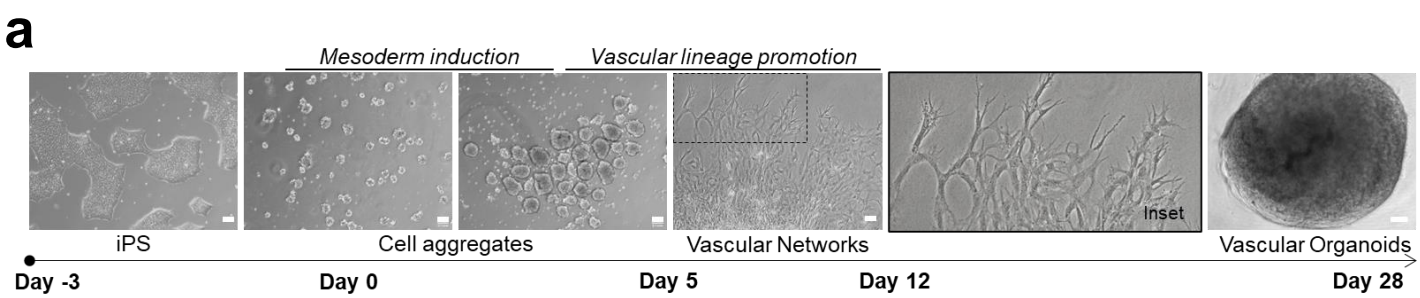 a
Mesoderm induction
Vascular lineage promotion
Inset
iPS
Cell aggregates
Vascular Networks
Vascular Organoids
Day -3
Day 0
Day 5
Day 12
Day 28